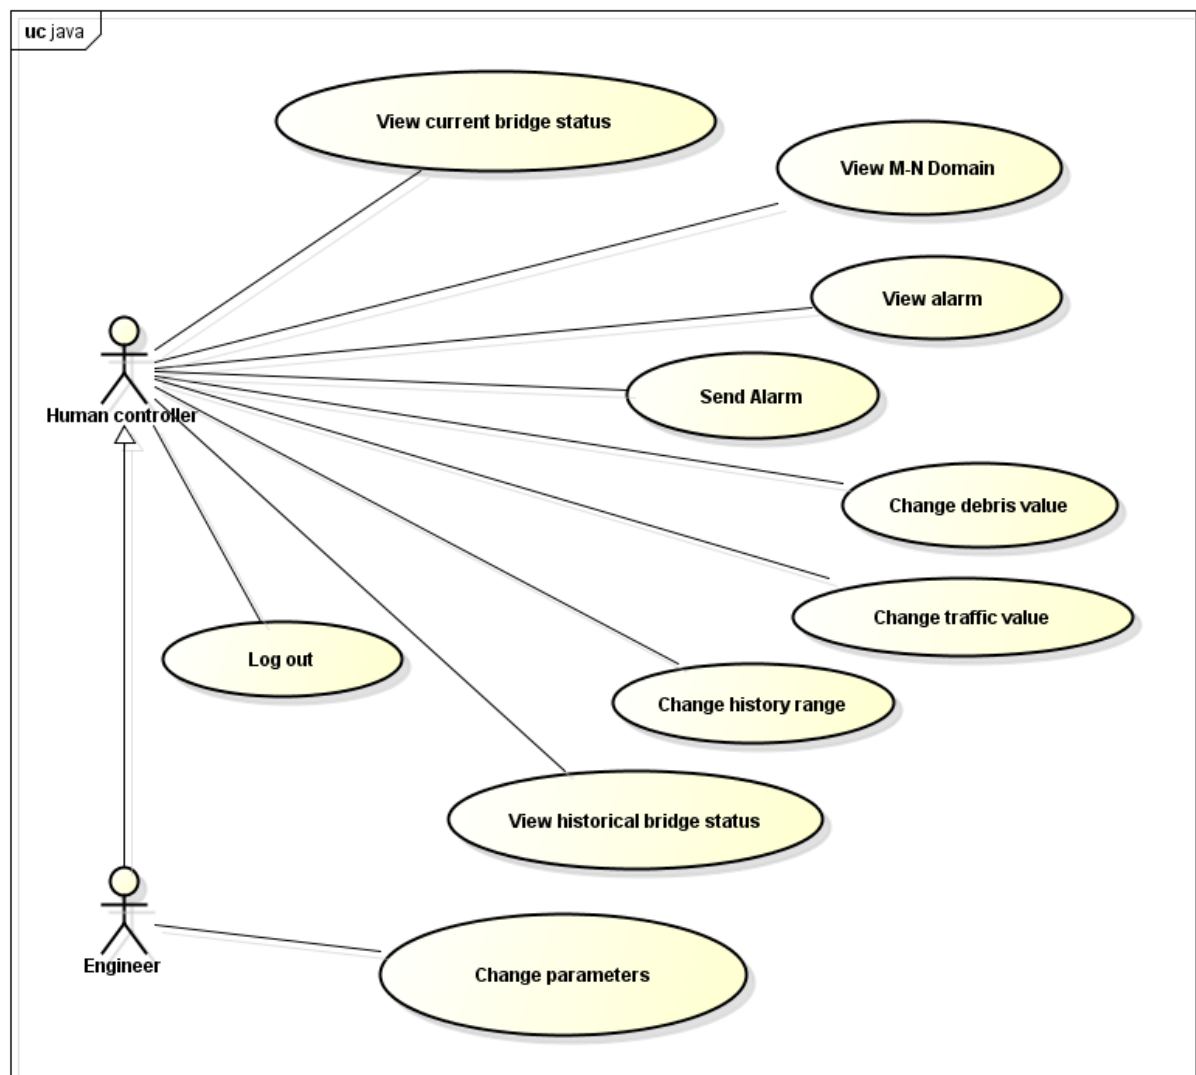 uc java
View current bridge status
View M-N Domain
View alarm
Human controller
Send Alarm
Change debris value
Change traffic value
Log out
Change history range
View historical bridge status
Engineer
Change parameters